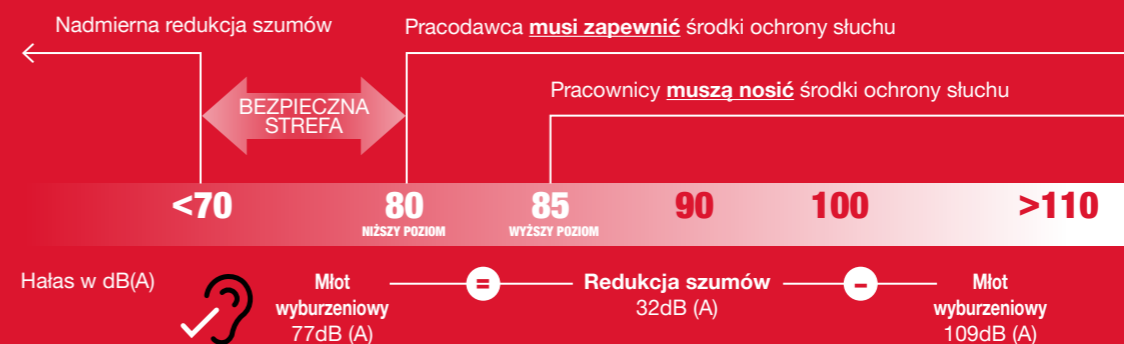 Nadmierna redukcja szumów
Pracodawca musi zapewnić środki ochrony słuchu
BEZPIECZNA
STREFA
Pracownicy muszą nosić środki ochrony słuchu
<70
80
NIŻSZY POZIOM
85
WYŻSZY POZIOM
90
100
>110
Hałas w dB(A)
Młot
wyburzeniowy
77dB (A)
=
Redukcja szumów
32dB (A)
-
Młot
wyburzeniowy
109dB (A)